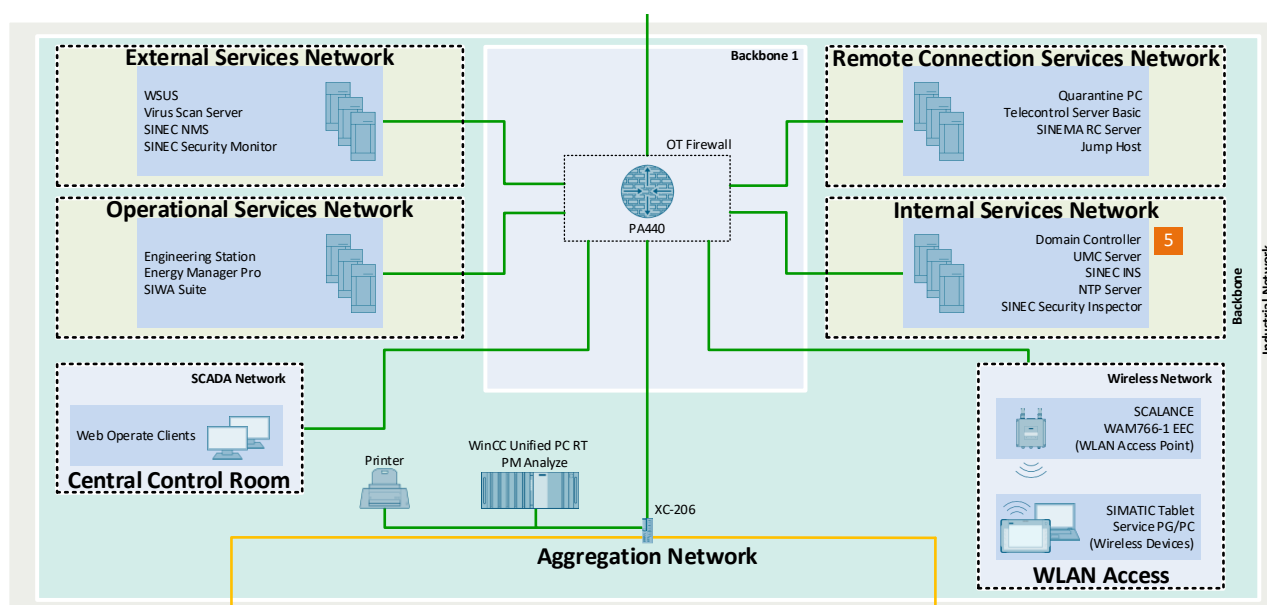 External Services Network
WSUS
Virus Scan Server
SINEC NMS
SINEC Security Monitor
Backbone 1
Remote Connection Services Network
Quarantine PC
Telecontrol Server Basic
SINEMA RC Server
Jump Host
OT Firewall
PA440
Operational Services Network
Engineering Station
Energy Manager Pro
SIWA Suite
Internal Services Network
Domain Controller
UMC Server
SINEC INS
NTP Server
SINEC Security Inspector
5
Backbone
Industrial Network
SCADA Network
Web Operate Clients
Central Control Room
Printer
WinCC Unified PC RT
PM Analyze
XC-206
Aggregation Network
Wireless Network
SCALANCE
WAM766-1 EEC
(WLAN Access Point)
SIMATIC Tablet
Service PG/PC
(Wireless Devices)
WLAN Access